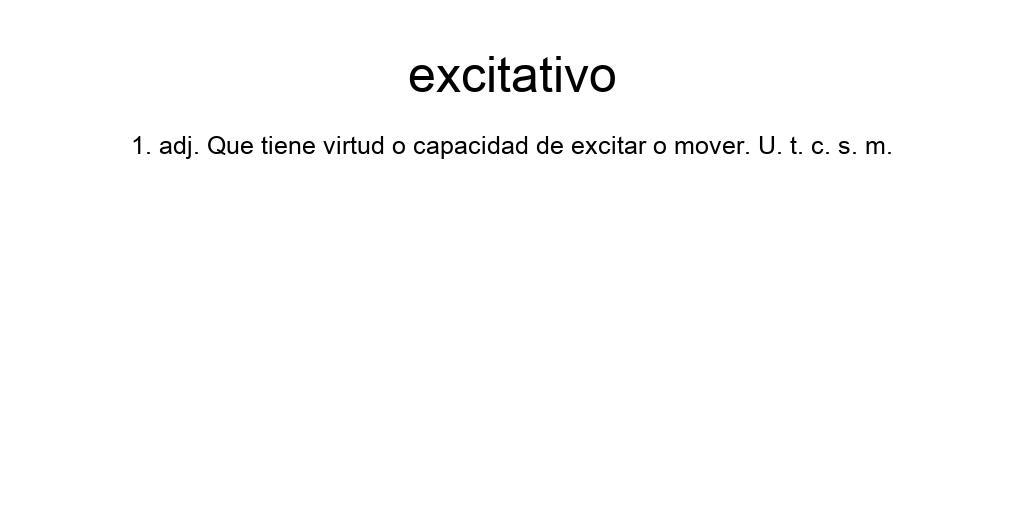 excitativo
1. adj. Que tiene virtud o capacidad de excitar o mover. U. t. c. s. m.